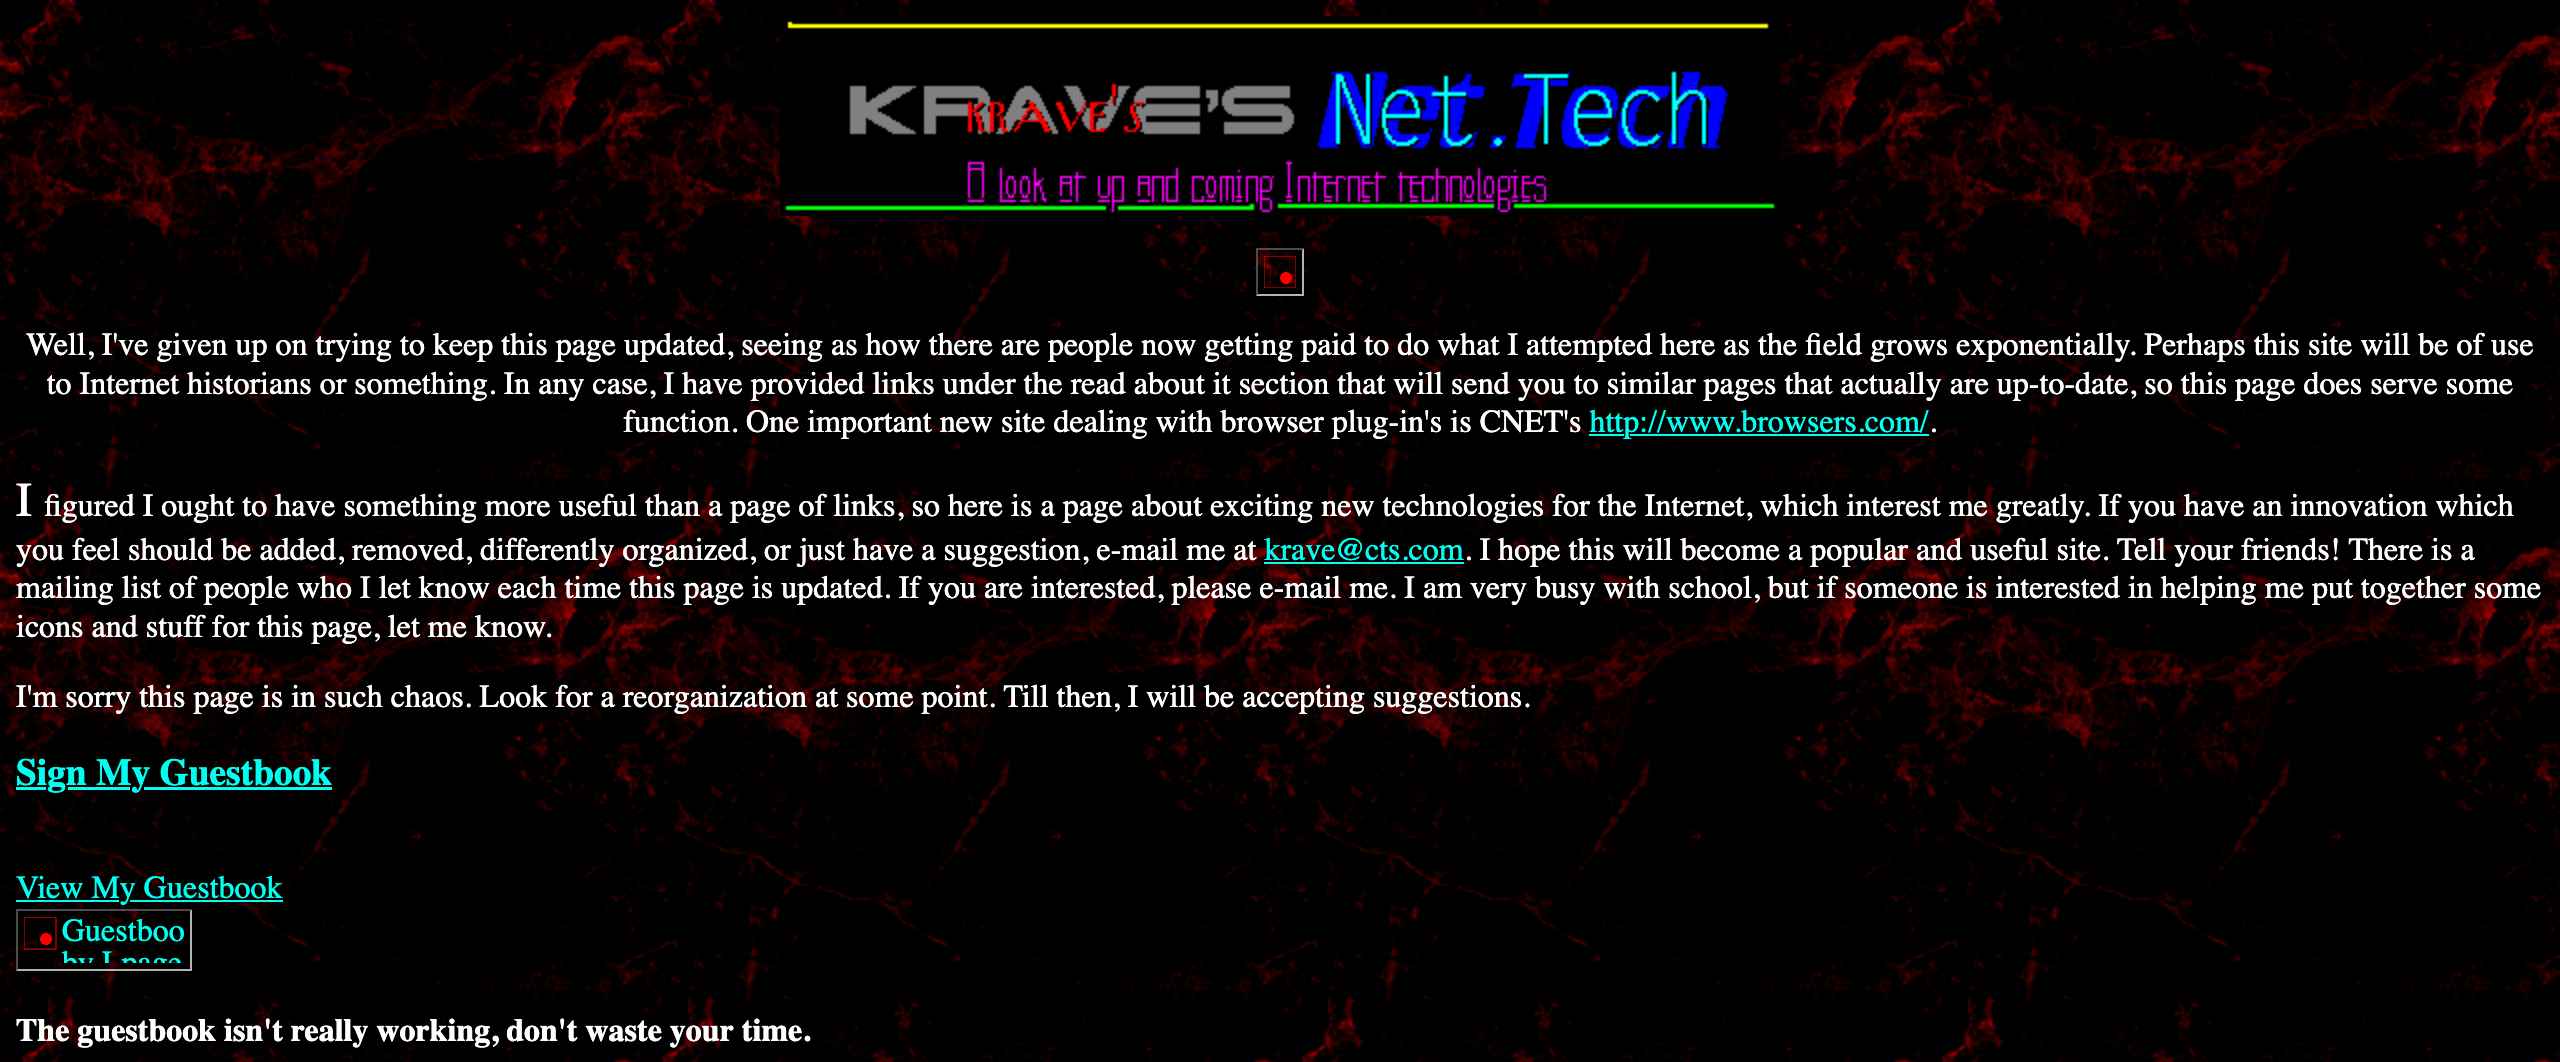 KRAVE'S KRAVE'S Net.Tech
A look at up and coming Internet technologies
Well, I've given up on trying to keep this page updated, seeing as how there are people now getting paid to do what I attempted here as the field grows exponentially. Perhaps this site will be of use
to Internet historians or something. In any case, I have provided links under the read about it section that will send you to similar pages that actually are up-to-date, so this page does serve some
function. One important new site dealing with browser plug-in's is CNET's http://www.browsers.com/.
I figured I ought to have something more useful than a page of links, so here is a page about exciting new technologies for the Internet, which interest me greatly. If you have an innovation which
you feel should be added, removed, differently organized, or just have a suggestion, e-mail me at krave@cts.com. I hope this will become a popular and useful site. Tell your friends! There is a
mailing list of people who I let know each time this page is updated. If you are interested, please e-mail me. I am very busy with school, but if someone is interested in helping me put together some
icons and stuff for this page, let me know.
I'm sorry this page is in such chaos. Look for a reorganization at some point. Till then, I will be accepting suggestions.
Sign My Guestbook
View My Guestbook
Guestboo
by Lpage
The guestbook isn't really working, don't waste your time.